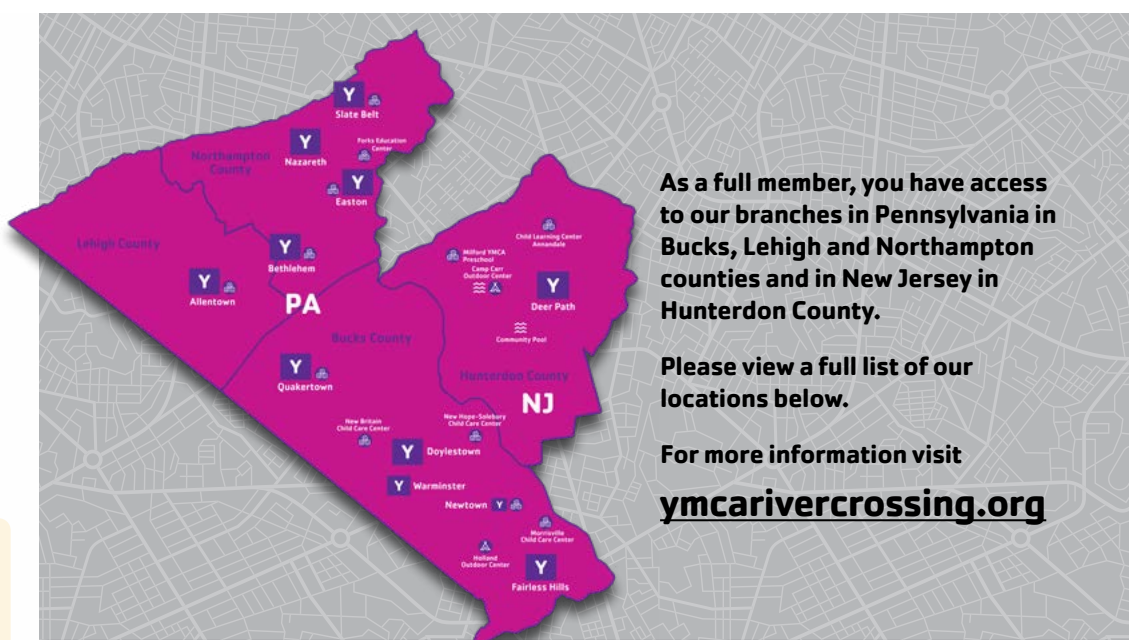 Y
Slate Belt
Y
Nazareth
Forks Education
Center
Northampton
County
Y
Easton
Lehigh County
Y
Bethlehem
Y
Allentown
PA
Child Learning Center
Annandale
Milford YMCA
Preschool
Camp Carr
Outdoor Center
Y
Deer Path
Community Pool
Bucks County
Hunterdon County
NJ
Y
Quakertown
New Britain
Child Care Center
New Hope-Solebury
Child Care Center
Y
Doylestown
Y Warminster
Newtown Y
Morrisville
Child Care Center
Holland
Outdoor Center
Y
Fairless Hills
As a full member, you have access
to our branches in Pennsylvania in
Bucks, Lehigh and Northampton
counties and in New Jersey in
Hunterdon County.
Please view a full list of our
locations below.
For more information visit
ymcarivercrossing.org